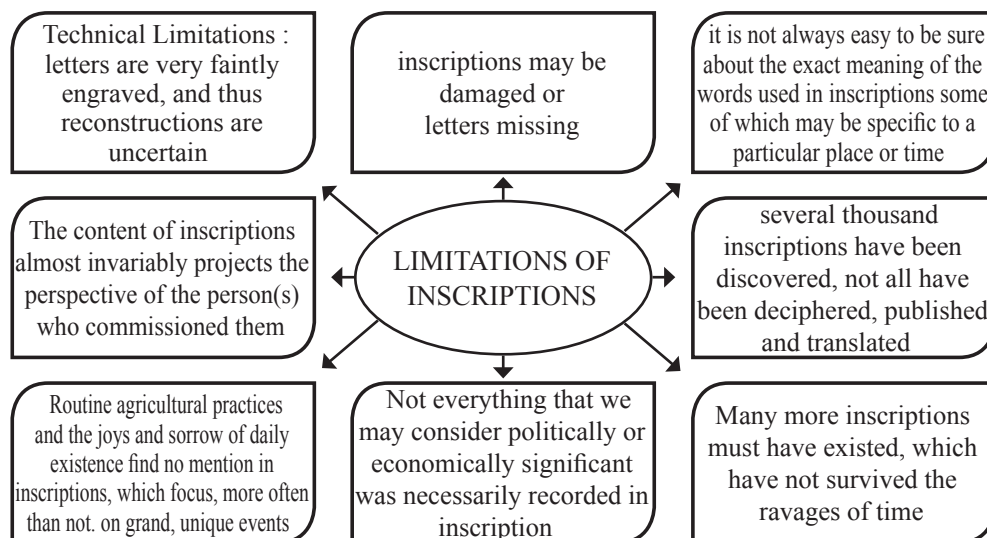 Technical Limitations :
letters are very faintly
engraved, and thus
reconstructions are
uncertain
inscriptions may be
damaged or
letters missing
it is not always easy to be sure
about the exact meaning of the
words used in inscriptions some
of which may be specific to a
particular place or time
The content of inscriptions
almost invariably projects the
perspective of the person(s)
who commissioned them
LIMITATIONS OF
INSCRIPTIONS
several thousand
inscriptions have been
discovered, not all have
been deciphered, published
and translated
Routine agricultural practices
and the joys and sorrow of daily
existence find no mention in
inscriptions, which focus, more often
than not. on grand, unique events
Not everything that we
may consider politically or
economically significant
was necessarily recorded in
inscription
Many more inscriptions
must have existed, which
have not survived the
ravages of time